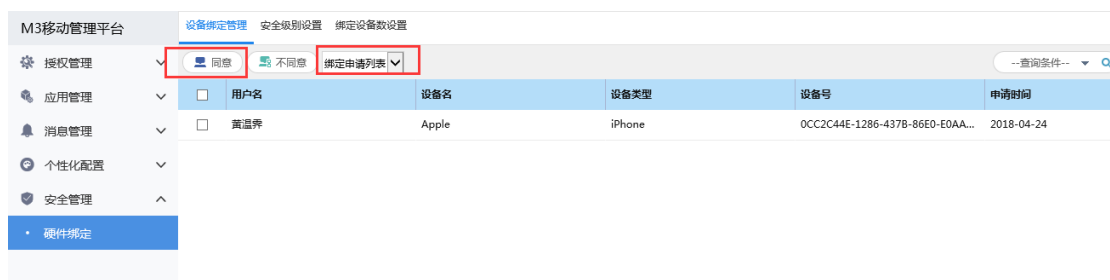 M3移动管理平台
设备绑定管理 安全级别设置 绑定设备数设置
授权管理
同意 不同意 绑定申请列表 --查询条件--
应用管理
用户名 设备名 设备类型 设备号 申请时间
消息管理
黄温霁 Apple iPhone 0CC2C44E-1286-437B-86E0-E0AA... 2018-04-24
个性化配置
安全管理
硬件绑定